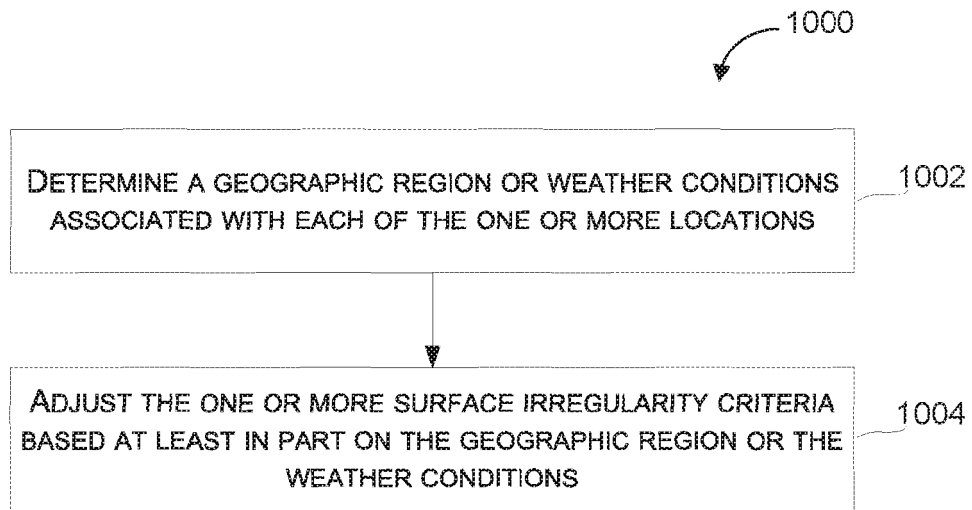 1000
DETERMINE A GEOGRAPHIC REGION OR WEATHER CONDITIONS
ASSOCIATED WITH EACH OF THE ONE OR MORE LOCATIONS
1002
ADJUST THE ONE OR MORE SURFACE IRREGULARITY CRITERIA
BASED AT LEAST IN PART ON THE GEOGRAPHIC REGION OR THE
WEATHER CONDITIONS
1004